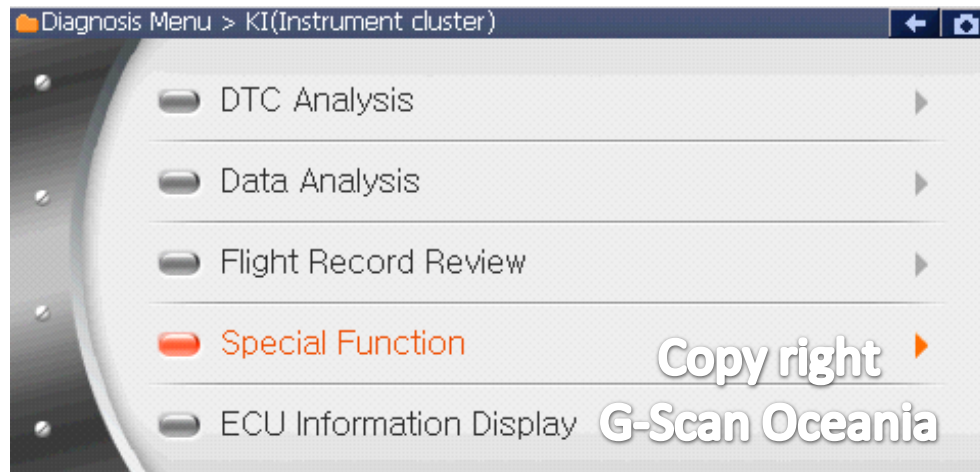 Diagnosis Menu > KI(Instrument cluster)
DTC Analysis
Data Analysis
Flight Record Review
Special Function
ECU Information Display
Copy right
G-Scan Oceania